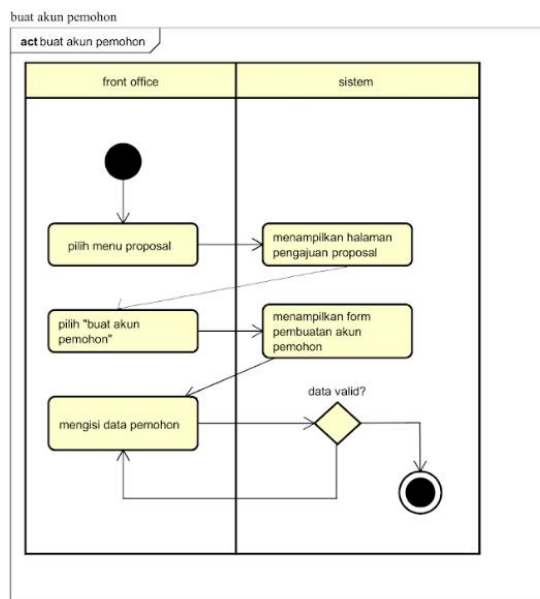 buat akun pemohon
act buat akun pemohon
front office
sistem
pilih menu proposal
menampilkan halaman
pengajuan proposal
pilih "buat akun
pemohon"
menampilkan form
pembuatan akun
pemohon
mengisi data pemohon
data valid?